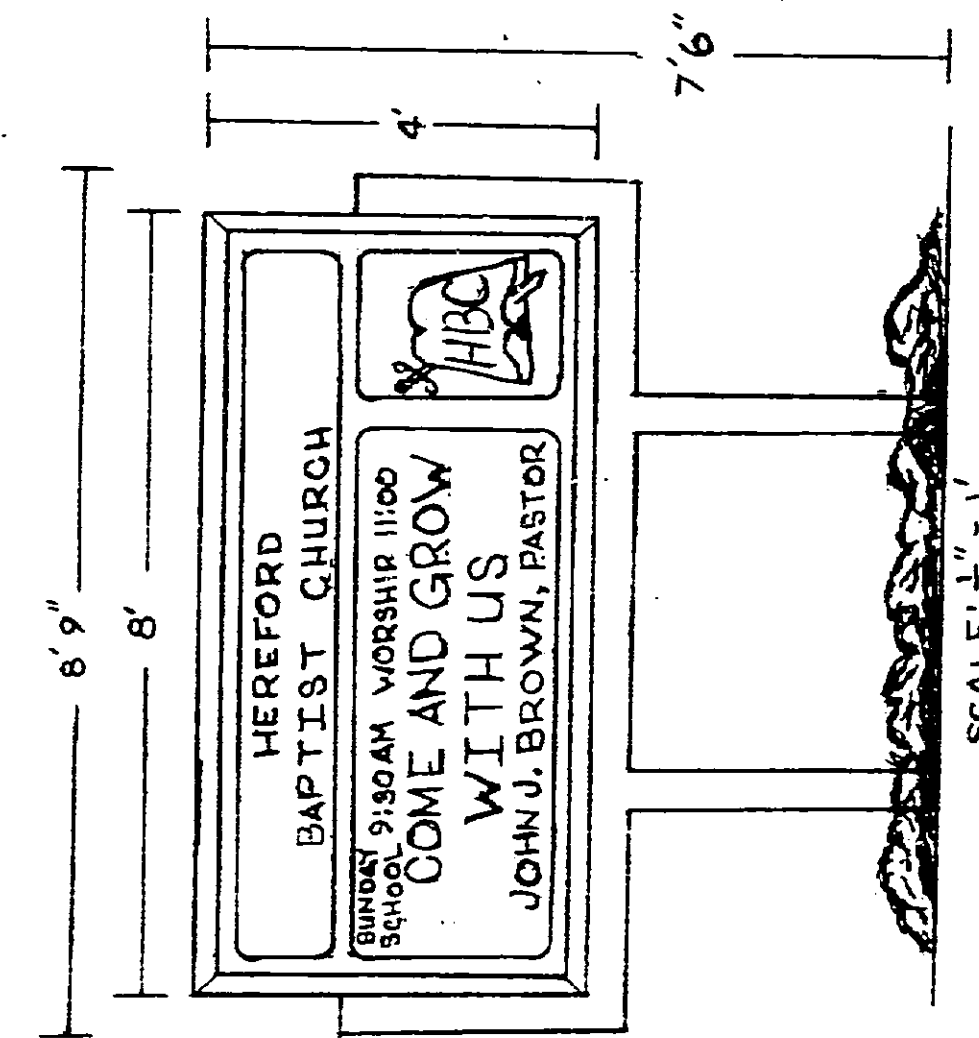 8' 9"
8'
4'
7' 6"
HEREFORD
BAPTIST CHURCH
SUNDAY
SCHOOL 9:30AM WORSHIP 11:00
COME AND GROW
WITH US
JOHN J. BROWN, PASTOR
HBC